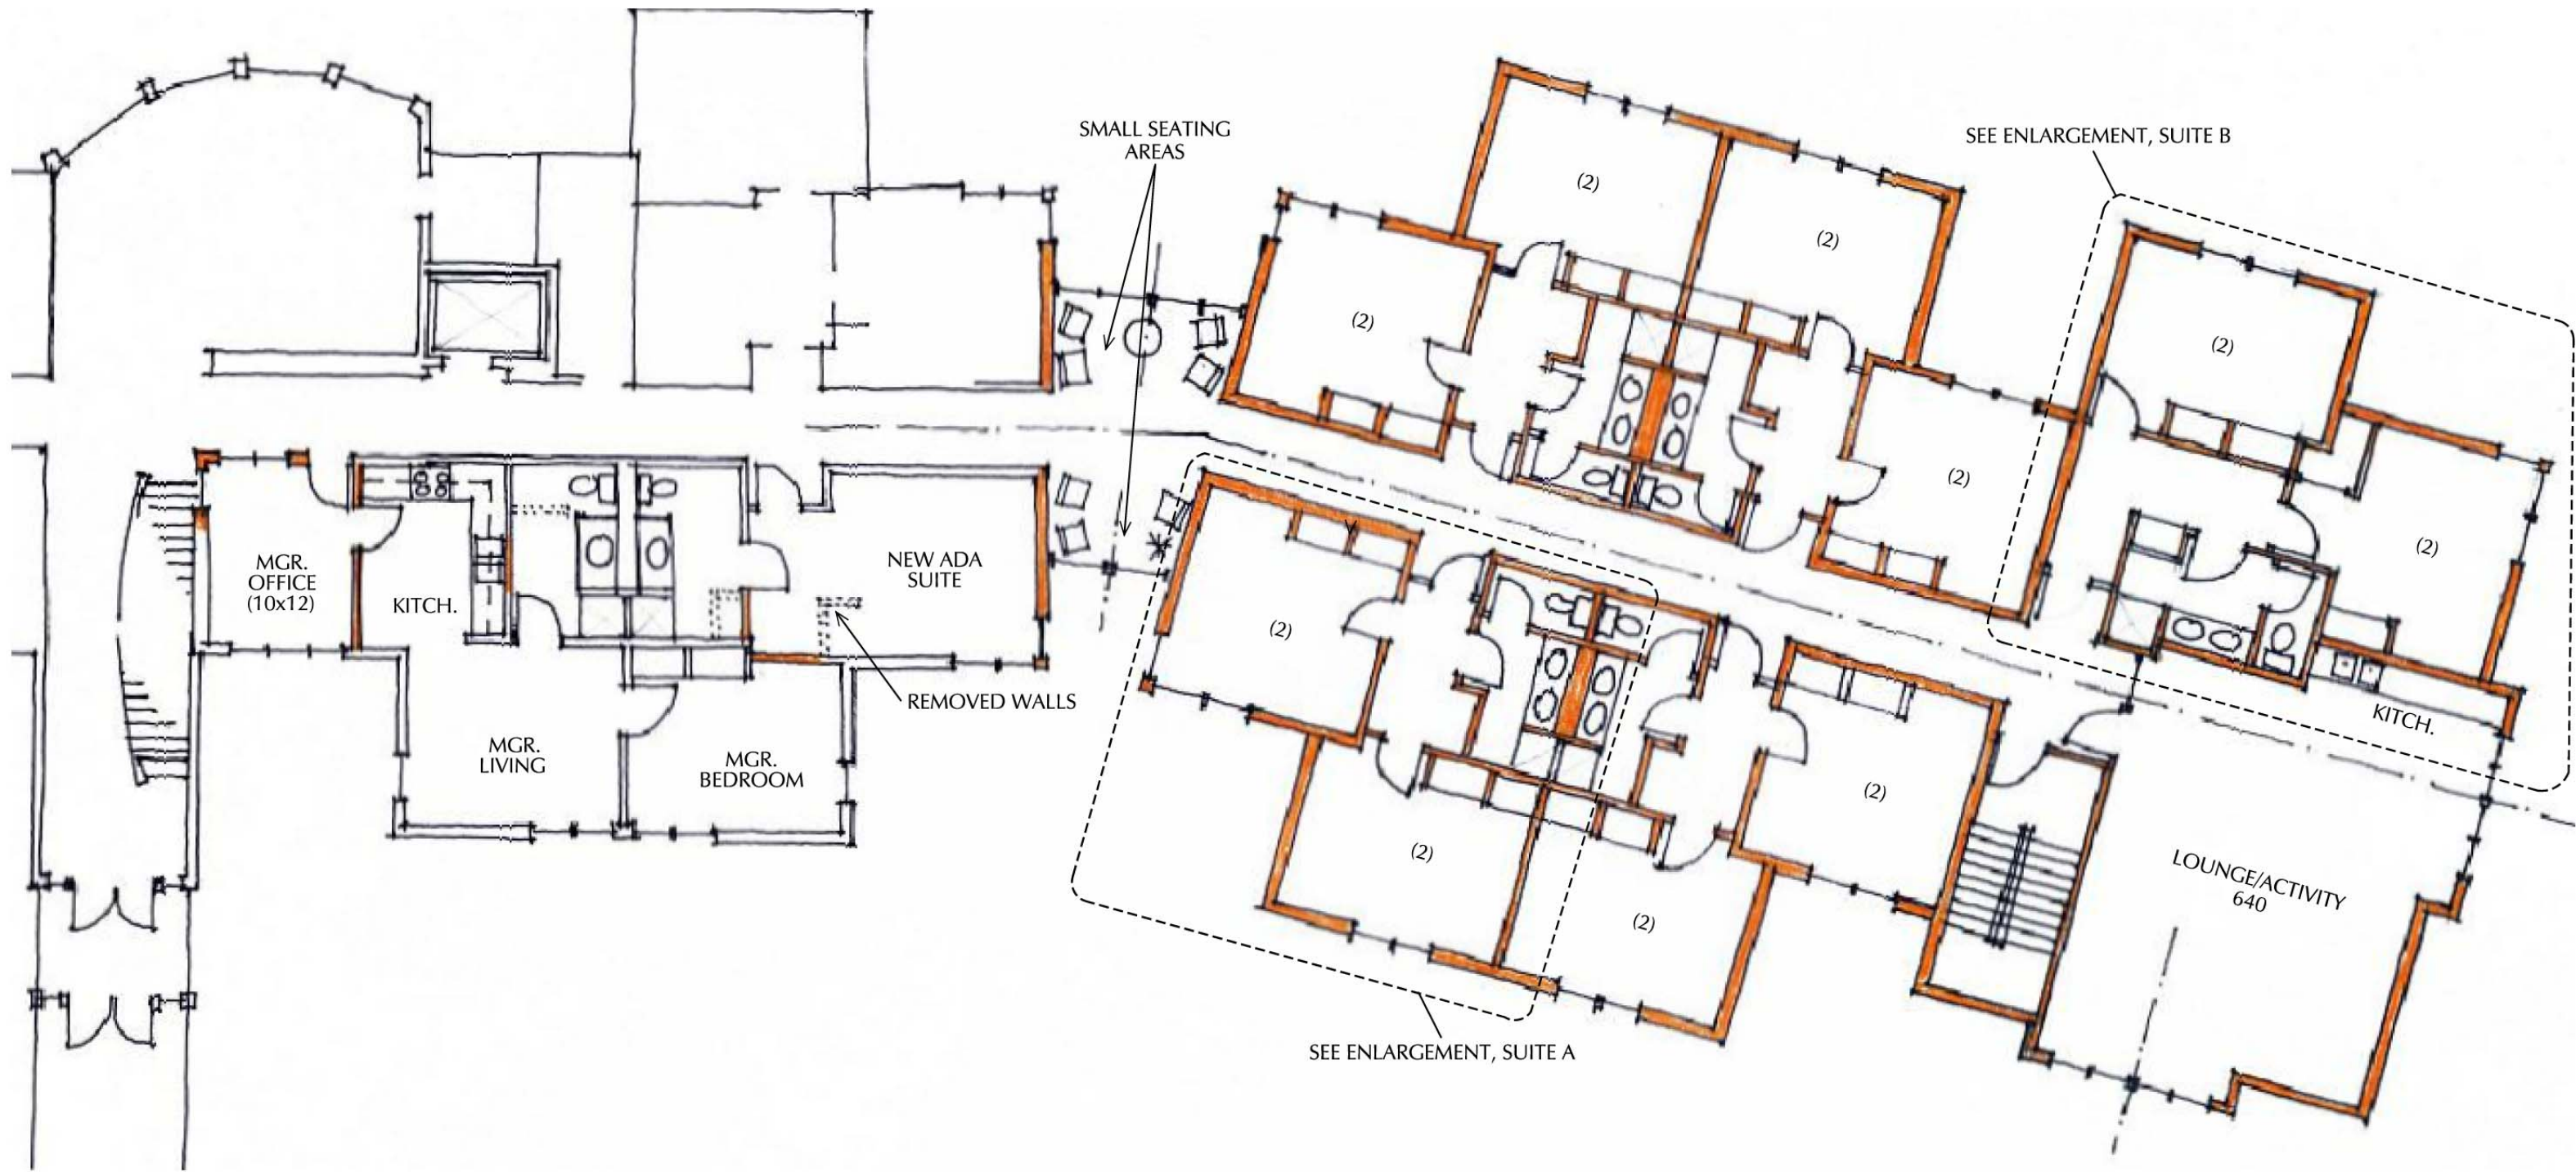 SMALL SEATING
AREAS
SEE ENLARGEMENT, SUITE B
(2)
(2)
(2)
(2)
(2)
(2)
MGR.
OFFICE
(10x12)
KITCH.
NEW ADA
SUITE
REMOVED WALLS
MGR.
LIVING
MGR.
BEDROOM
(2)
(2)
(2)
(2)
KITCH.
LOUNGE/ACTIVITY
640
SEE ENLARGEMENT, SUITE A